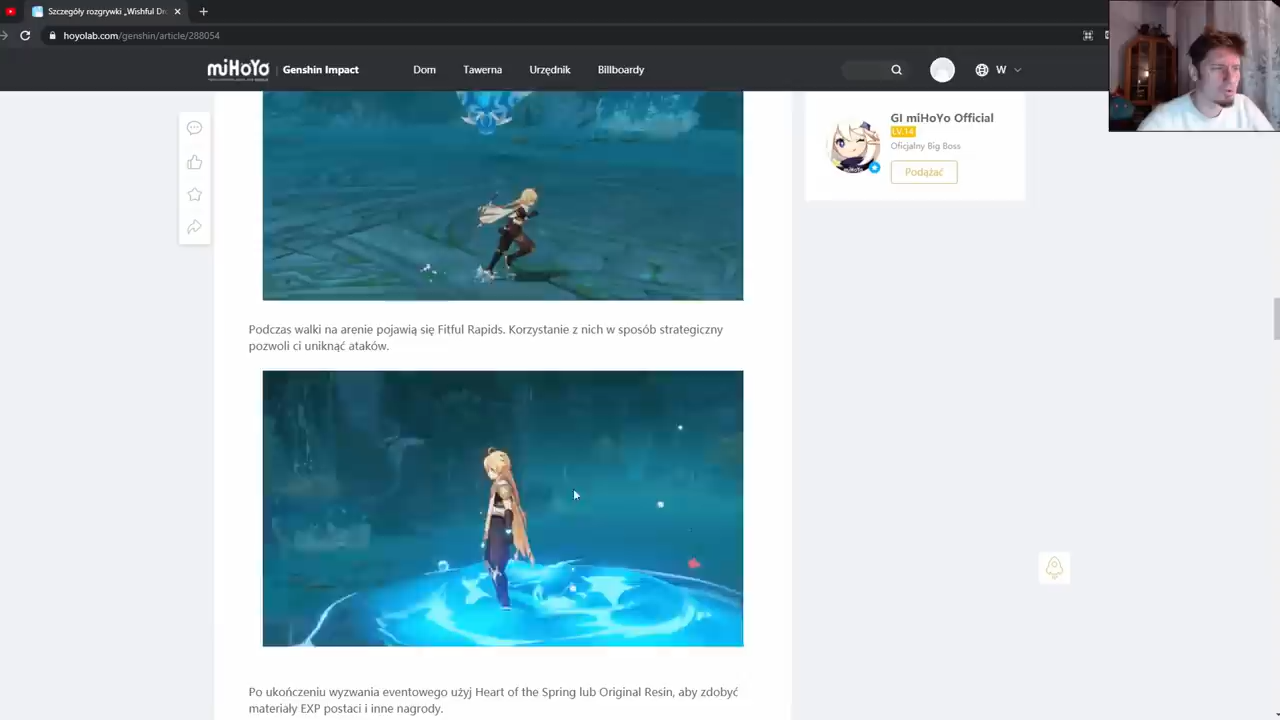 Szczegóły rozgrywki „Wishful Dr
hoyolab.com/genshin/article/288054
miHoYo Genshin Impact Dom Tawerna Urzędnik Billboardy W
GI miHoYo Official
LV.14
Oficjalny Big Boss
Podążać
Podczas walki na arenie pojawią się Fitful Rapids. Korzystanie z nich w sposób strategiczny
pozwoli ci uniknąć ataków.
Po ukończeniu wyzwania eventowego użyj Heart of the Spring lub Original Resin, aby zdobyć
materiały EXP postaci i inne nagrody.